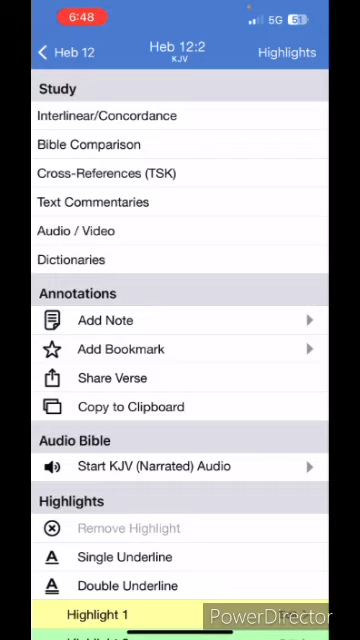 6:48
5G 51
Heb 12
Heb 12:2
KJV
Highlights
Study
Interlinear/Concordance
Bible Comparison
Cross-References (TSK)
Text Commentaries
Audio / Video
Dictionaries
Annotations
Add Note
Add Bookmark
Share Verse
Copy to Clipboard
Audio Bible
Start KJV (Narrated) Audio
Highlights
Remove Highlight
A Single Underline
A Double Underline
Highlight 1
PowerDirector